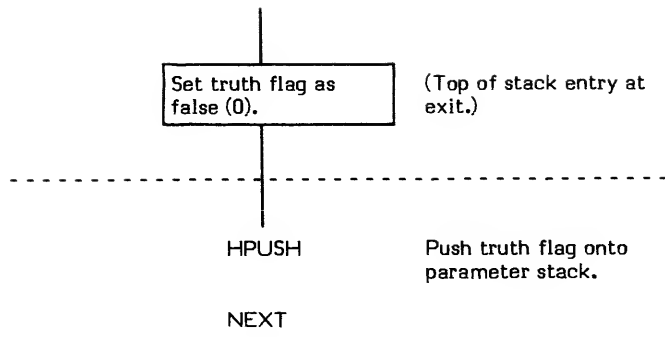 Set truth flag as
false (0).
(Top of stack entry at
exit.)
HPUSH
Push truth flag onto
parameter stack.
NEXT